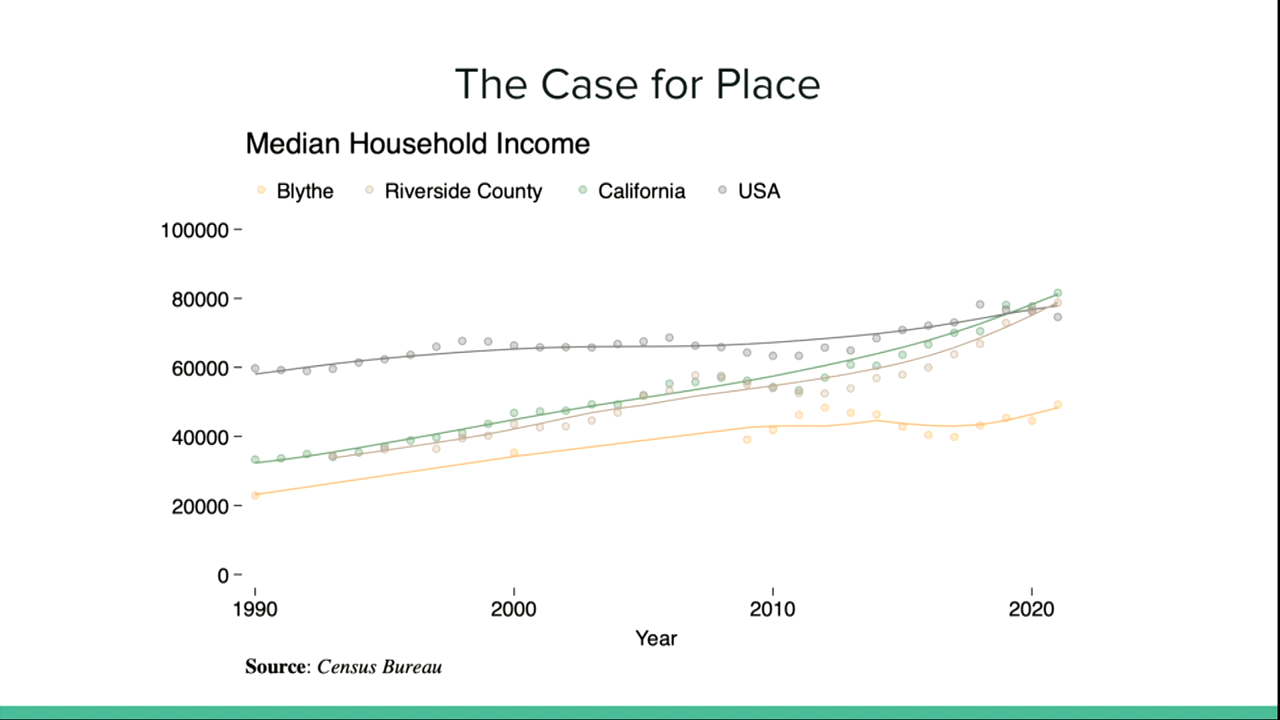 The Case for Place
Median Household Income
Blythe Riverside County California USA
100000
80000
60000
40000
20000
0
1990 2000 2010 2020
Year
Source: Census Bureau